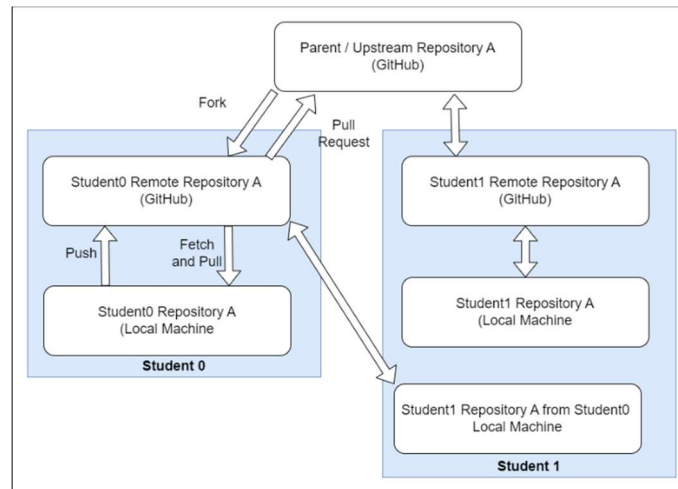 Parent / Upstream Repository A
(GitHub)
Fork
Pull
Request
Student0 Remote Repository A
(GitHub)
Student1 Remote Repository A
(GitHub)
Push
Fetch
and Pull
Student0 Repository A
(Local Machine
Student 0
Student1 Repository A
(Local Machine
Student1 Repository A from Student0
Local Machine
Student 1